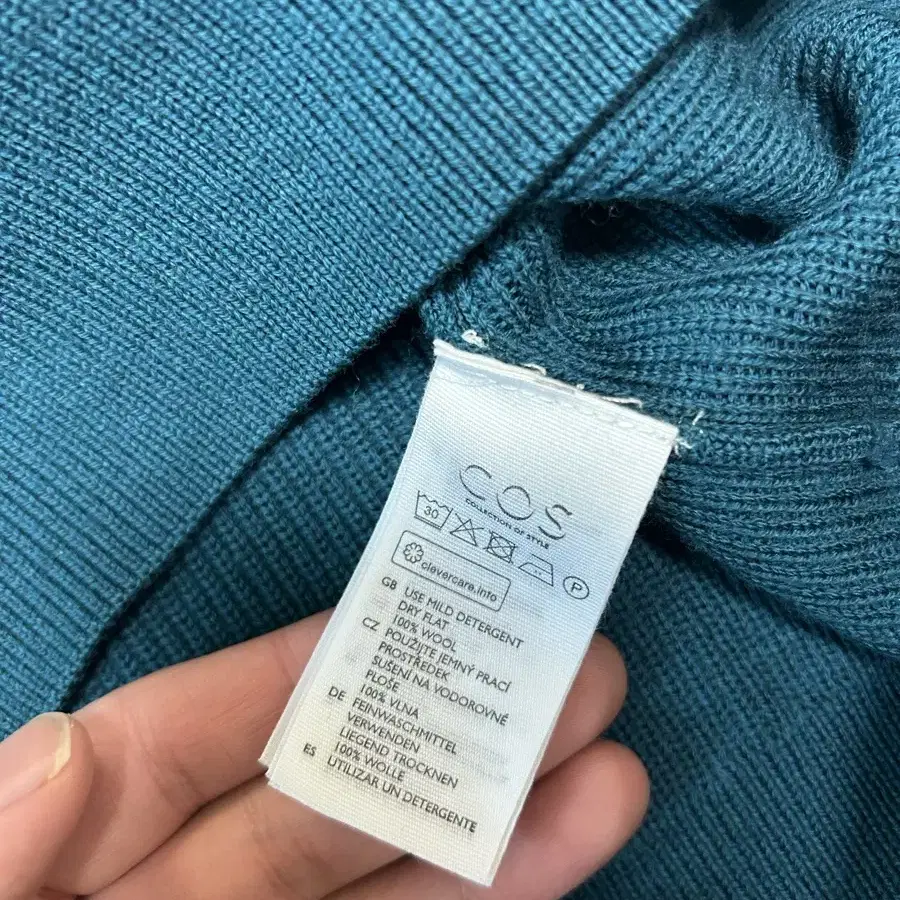 COS
COLLECTION OF STYLE
30
P
clevercare.info
GB USE MILD DETERGENT
DRY FLAT
100% WOOL
CZ POUŽIJTE JEMNÝ PRACÍ
PROSTŘEDEK
SUŠENÍ NA VODOROVNÉ
PLOŠE
100% VLNA
DE FEINWASCHMITTEL
VERWENDEN
LIEGEND TROCKNEN
100% WOLLE
ES UTILIZAR UN DETERGENTE